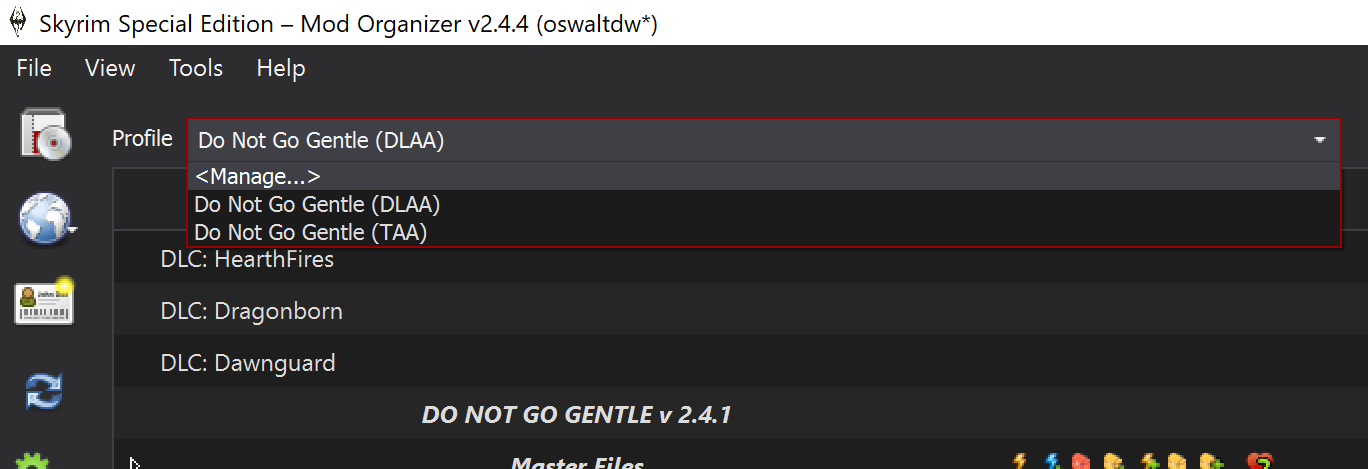 Skyrim Special Edition – Mod Organizer v2.4.4 (oswaltdw*)
File View Tools Help
Profile Do Not Go Gentle (DLAA)
<Manage...>
Do Not Go Gentle (DLAA)
Do Not Go Gentle (TAA)
DLC: HearthFires
DLC: Dragonborn
DLC: Dawnguard
DO NOT GO GENTLE v 2.4.1
Master Files